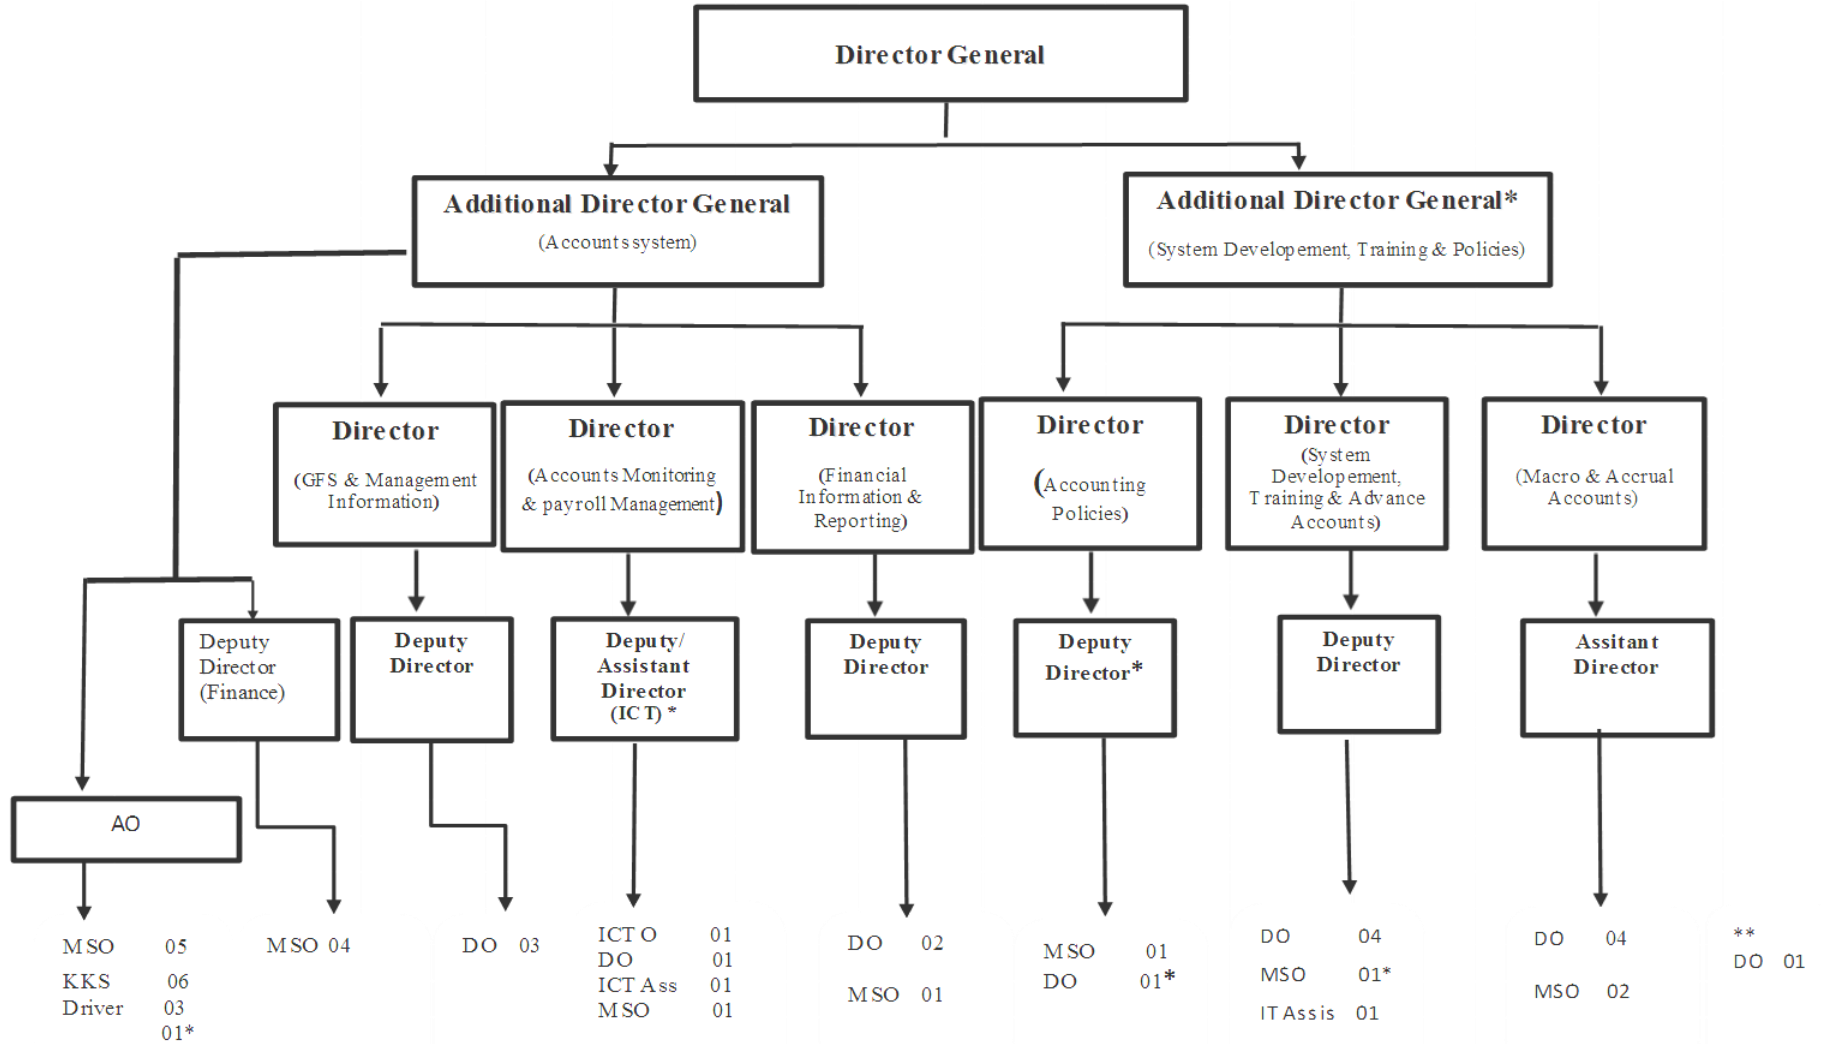 Director General
Additional Director General
(Accounts system)
Additional Director General*
(System Developement, Training & Policies)
Director
(GFS & Management
Information)
Director
(Accounts Monitoring
& payroll Management)
Director
(Financial
Information &
Reporting)
Director
(Accounting
Policies)
Director
(System
Developement,
Training & Advance
Accounts)
Director
(Macro & Accrual
Accounts)
Deputy
Director
(Finance)
Deputy
Director
Deputy/
Assistant
Director
(ICT) *
Deputy
Director
Deputy
Director*
Deputy
Director
Assitant
Director
AO
MSO 05
KKS 06
Driver 03
01*
MSO 04
DO 03
ICT O 01
DO 01
ICT Ass 01
MSO 01
DO 02
MSO 01
MSO 01
DO 01*
DO 04
MSO 01*
IT Assis 01
DO 04
MSO 02
**
DO 01